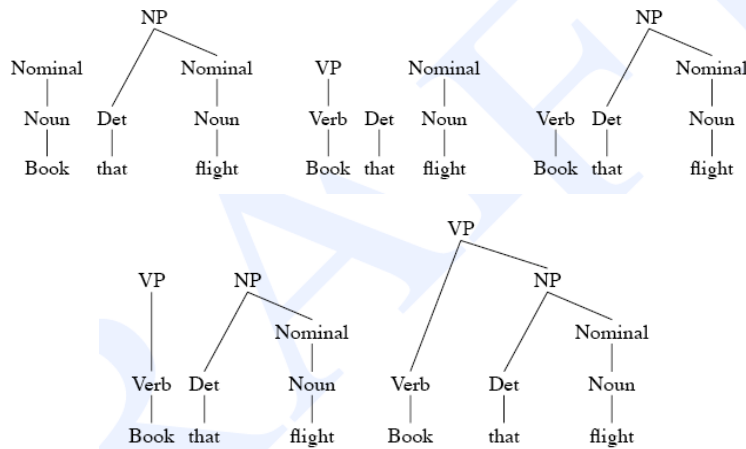 NP
Nominal Nominal VP Nominal NP Nominal
Noun Det Noun Verb Det Noun Verb Det Noun
Book that flight Book that flight Book that flight
VP
VP NP NP
Nominal Nominal
Verb Det Noun Verb Det Noun
Book that flight Book that flight